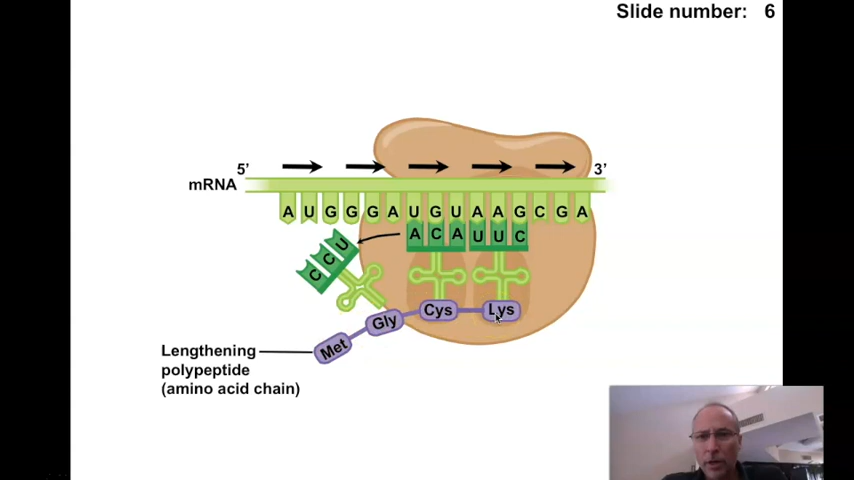 Slide number: 6
5' 3'
mRNA
A U G G G A U G U A A G C G A
A C A U U C
C C U
Gly Cys Lys
Met
Lengthening
polypeptide
(amino acid chain)